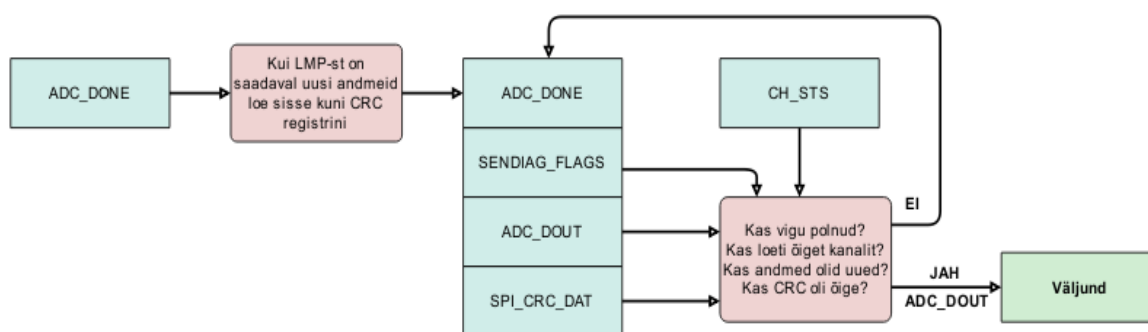 ADC_DONE
Kui LMP-st on
saadaval uusi andmeid
loe sisse kuni CRC
registrini
ADC_DONE
SENDIAG_FLAGS
ADC_DOUT
SPI_CRC_DAT
CH_STS
Kas vigu polnud?
Kas loeti õiget kanalit?
Kas andmed olid uued?
Kas CRC oli õige?
EI
JAH
ADC_DOUT
Väljund